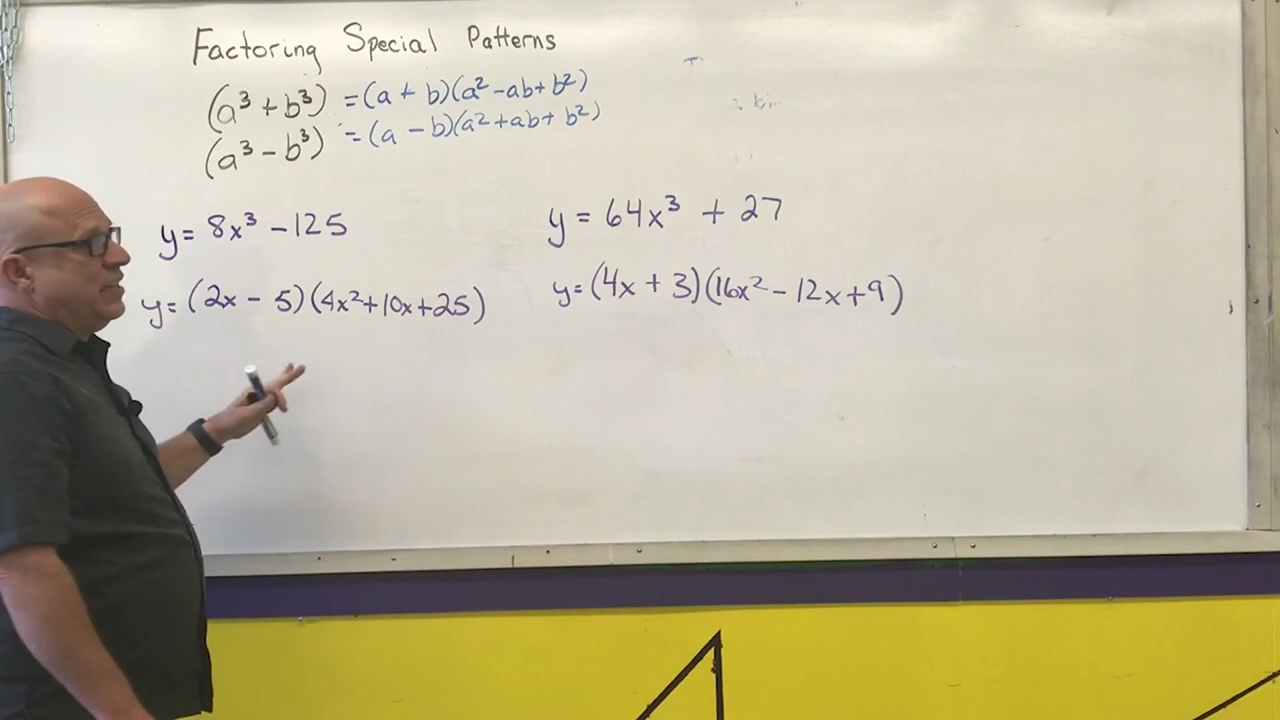 Factoring Special Patterns
(a³ + b³) = (a + b)(a² - ab + b²)
(a³ - b³) = (a - b)(a² + ab + b²)
y = 8x³ - 125
y = 64x³ + 27
y = (2x - 5)(4x² + 10x + 25)
y = (4x + 3)(16x² - 12x + 9)